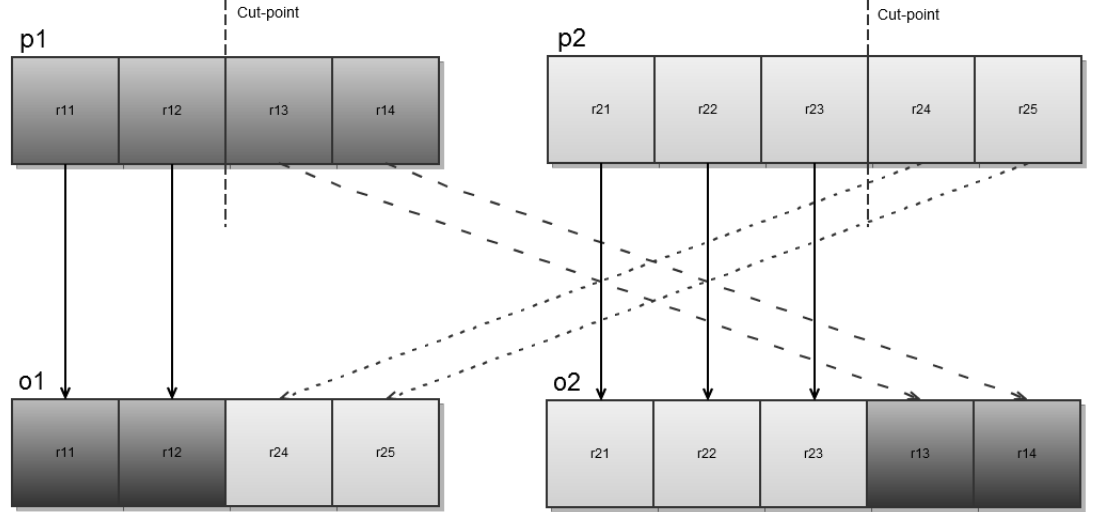 Cut-point
Cut-point
p1
p2
r11 r12 r13 r14
r21 r22 r23 r24 r25
o1
o2
r11 r12 r24 r25
r21 r22 r23 r13 r14